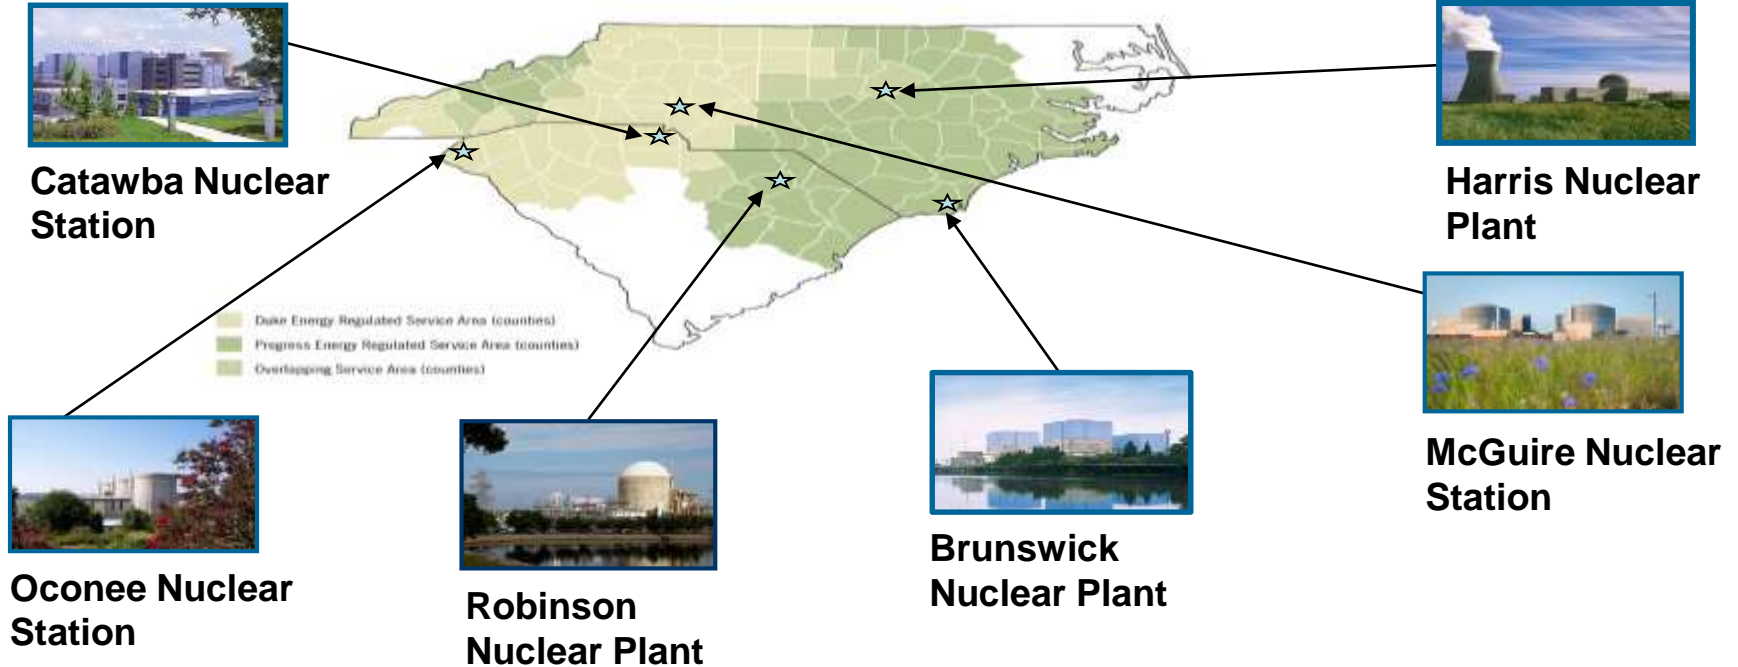 Catawba Nuclear
Station
Harris Nuclear
Plant
Duke Energy Regulated Service Area (counties)
Progress Energy Regulated Service Area (counties)
Overlapping Service Area (counties)
McGuire Nuclear
Station
Oconee Nuclear
Station
Robinson
Nuclear Plant
Brunswick
Nuclear Plant